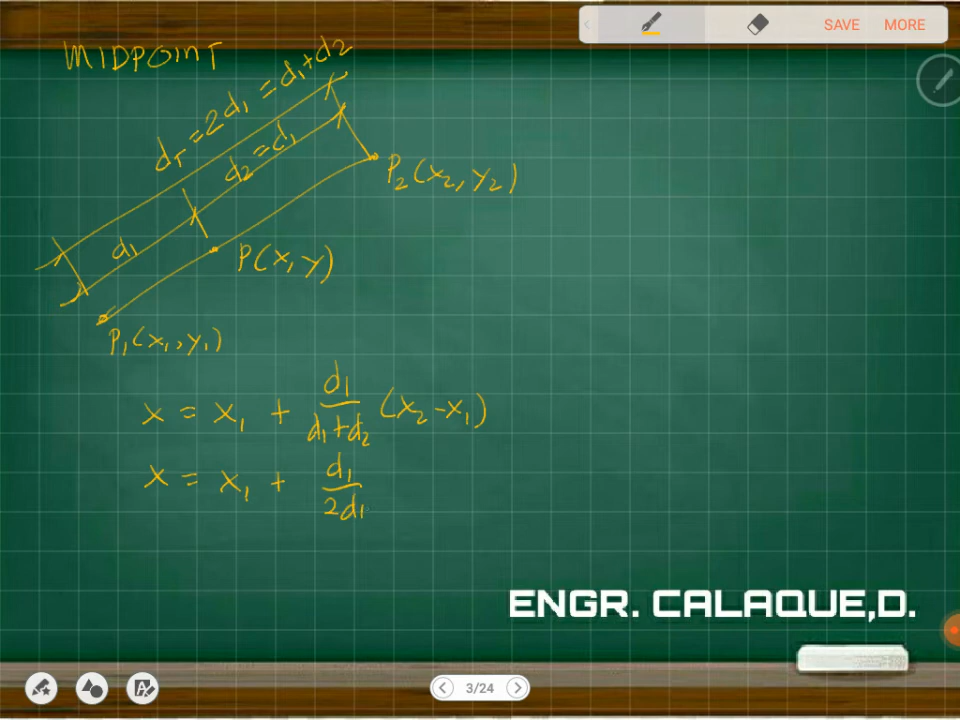 MIDPOINT
SAVE MORE
dT = 2d1 = d1+d2
d2 = d1
d1
P2(x2, y2)
P(x, y)
P1(x1, y1)
x = x1 + d1/(d1+d2) (x2-x1)
x = x1 + d1/2d1
ENGR. CALAQUE,D.
3/24